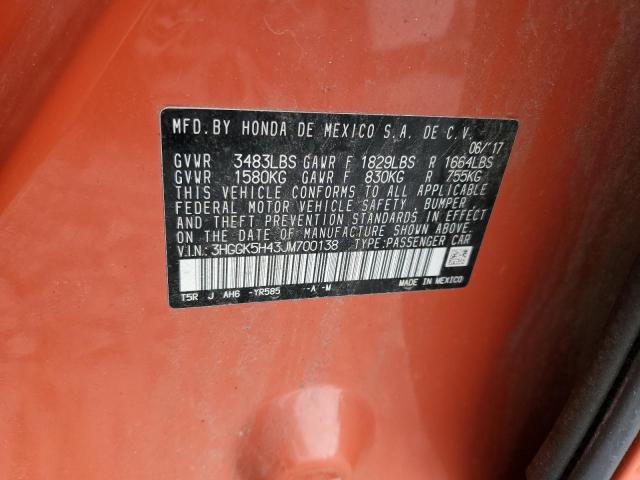 MFD. BY HONDA DE MEXICO S.A. DE C.V.
06/'17
GVWR 3483LBS GAWR F 1829LBS R 1664LBS
GVWR 1580KG GAWR F 830KG R 755KG
THIS VEHICLE CONFORMS TO ALL APPLICABLE
FEDERAL MOTOR VEHICLE SAFETY, BUMPER
AND THEFT PREVENTION STANDARDS IN EFFECT
ON THE DATE OF MANUFACTURE SHOWN ABOVE.
V.I.N.: 3HGGK5H43JM700138 TYPE:PASSENGER CAR
T5R J AH6 -YR585 -A -M MADE IN MEXICO